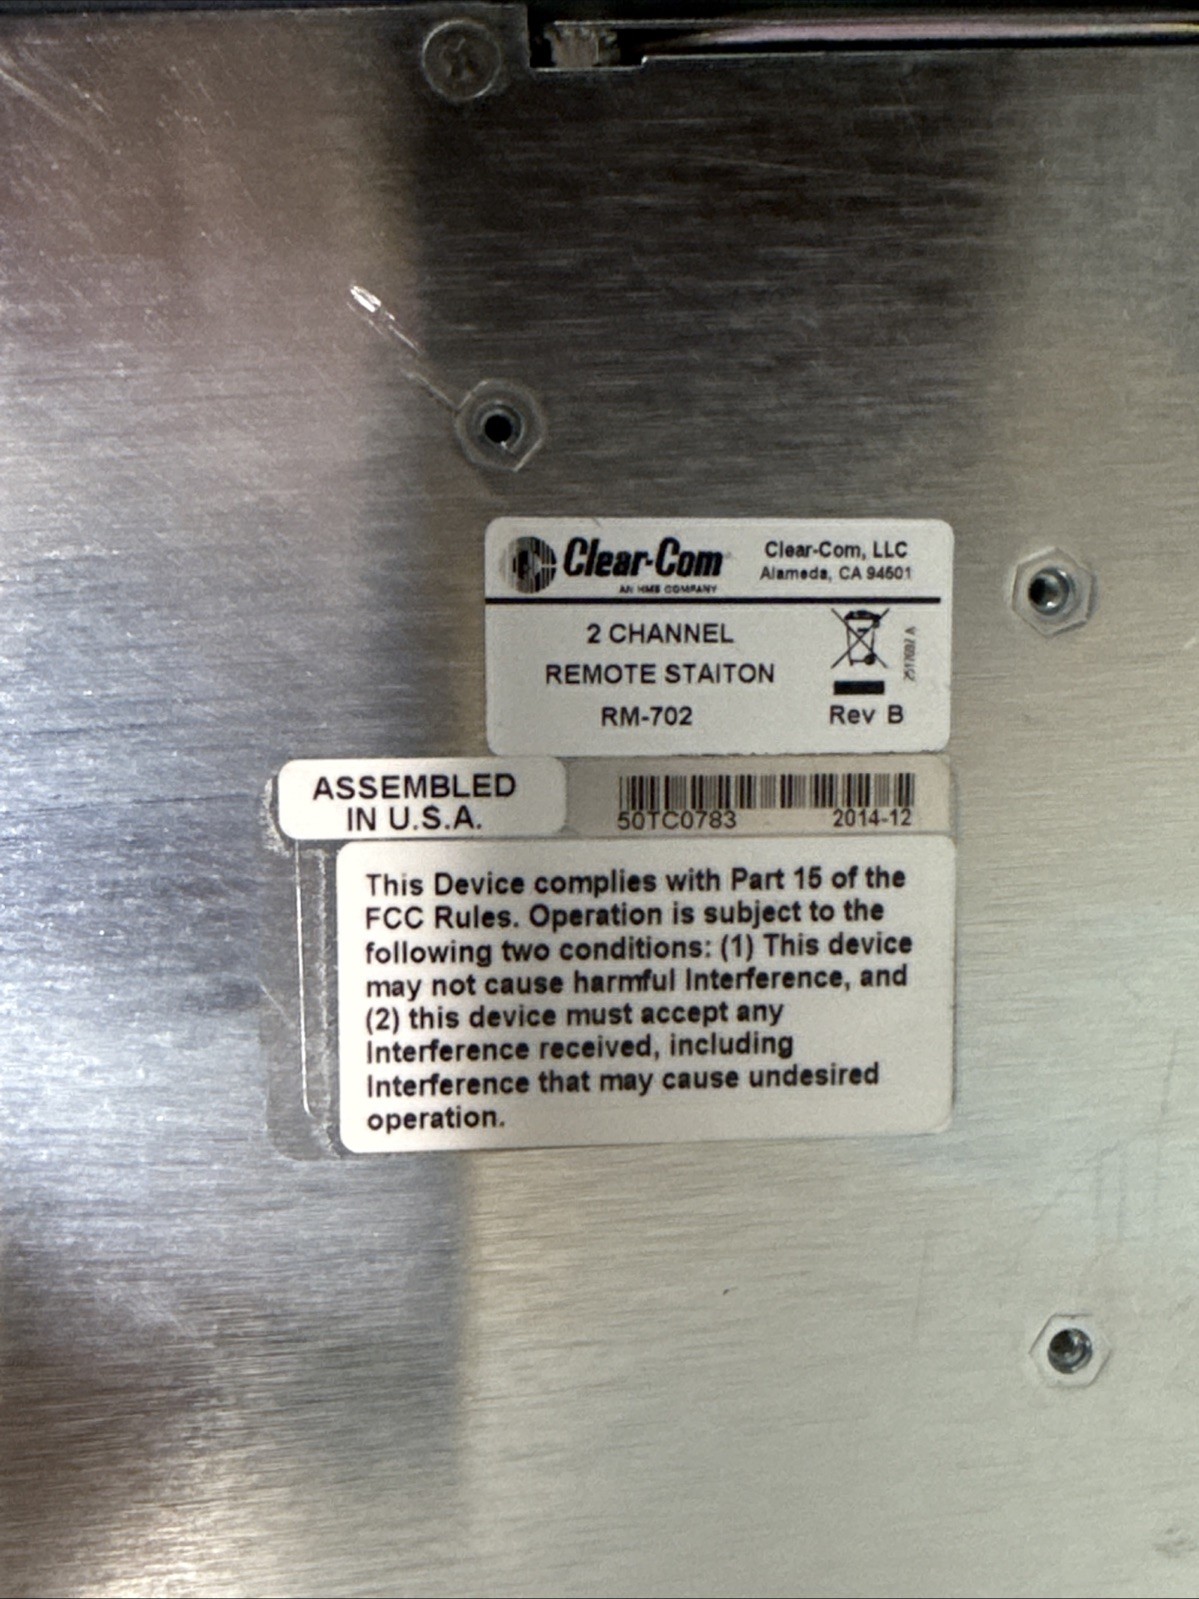 Clear-Com
AN HME COMPANY
Clear-Com, LLC
Alameda, CA 94501
2 CHANNEL
REMOTE STAITON
RM-702
Rev B
ASSEMBLED
IN U.S.A.
50TC0783 2014-12
This Device complies with Part 15 of the
FCC Rules. Operation is subject to the
following two conditions: (1) This device
may not cause harmful Interference, and
(2) this device must accept any
Interference received, including
Interference that may cause undesired
operation.